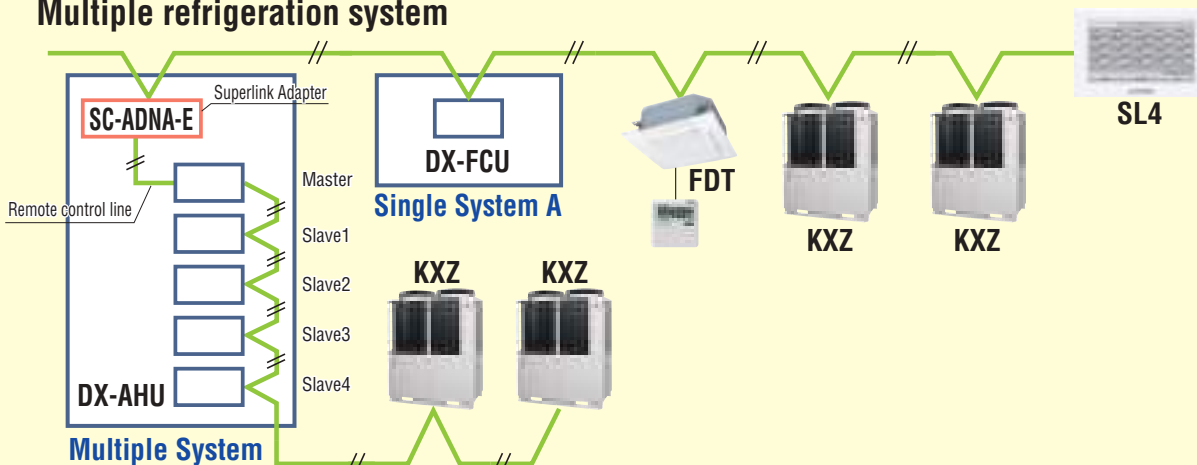 Multiple refrigeration system
Superlink Adapter
SC-ADNA-E
SL4
DX-FCU
Master
FDT
Single System A
Remote control line
Slave1
KXZ
KXZ
KXZ
KXZ
Slave2
Slave3
DX-AHU
Slave4
Multiple System